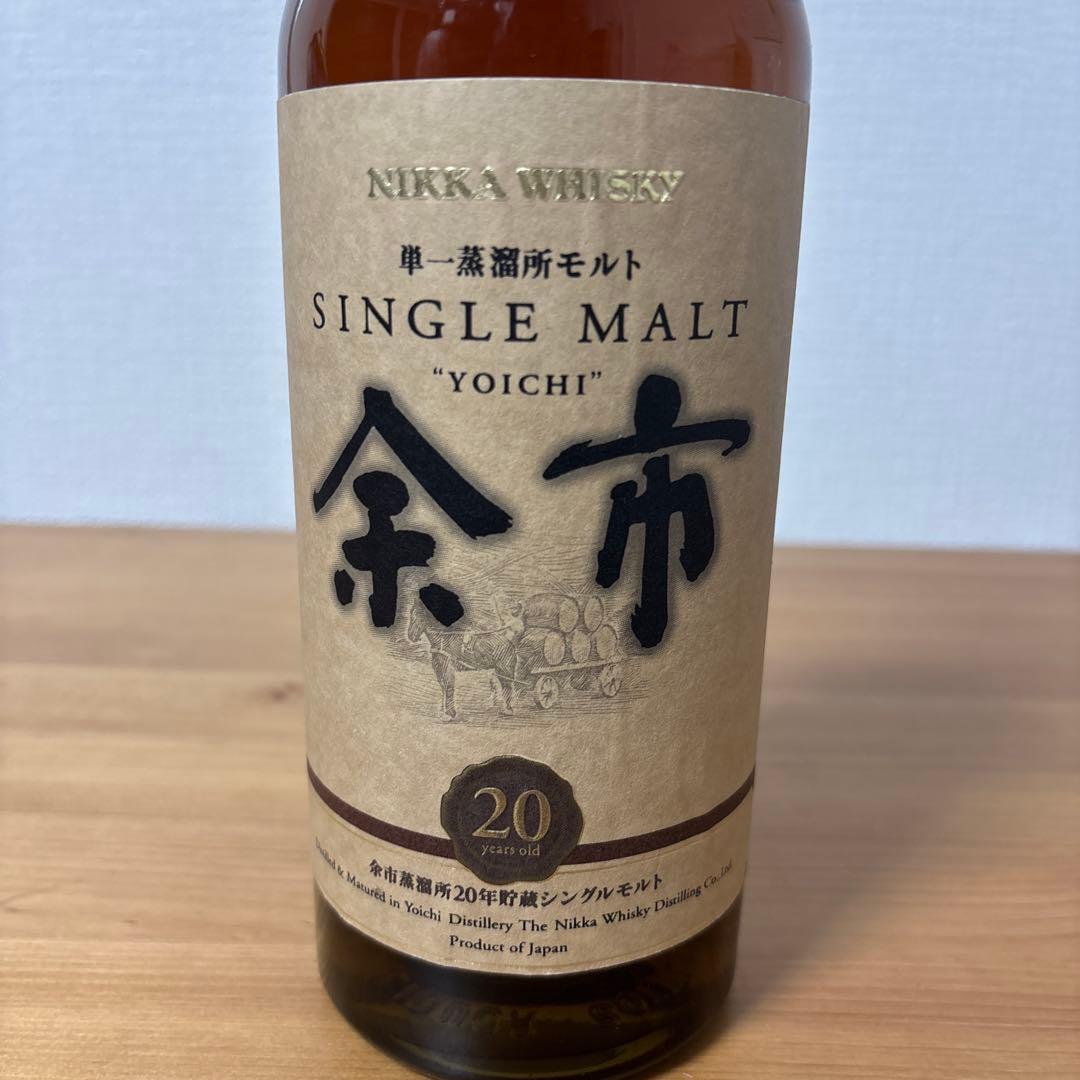 NIKKA WHISKY
単一蒸溜所モルト
SINGLE MALT
“YOICHI”
余市
20
years old
余市蒸溜所20年貯蔵シングルモルト
Distilled & Matured in Yoichi Distillery The Nikka Whisky Distilling Co.,Ltd.
Product of Japan